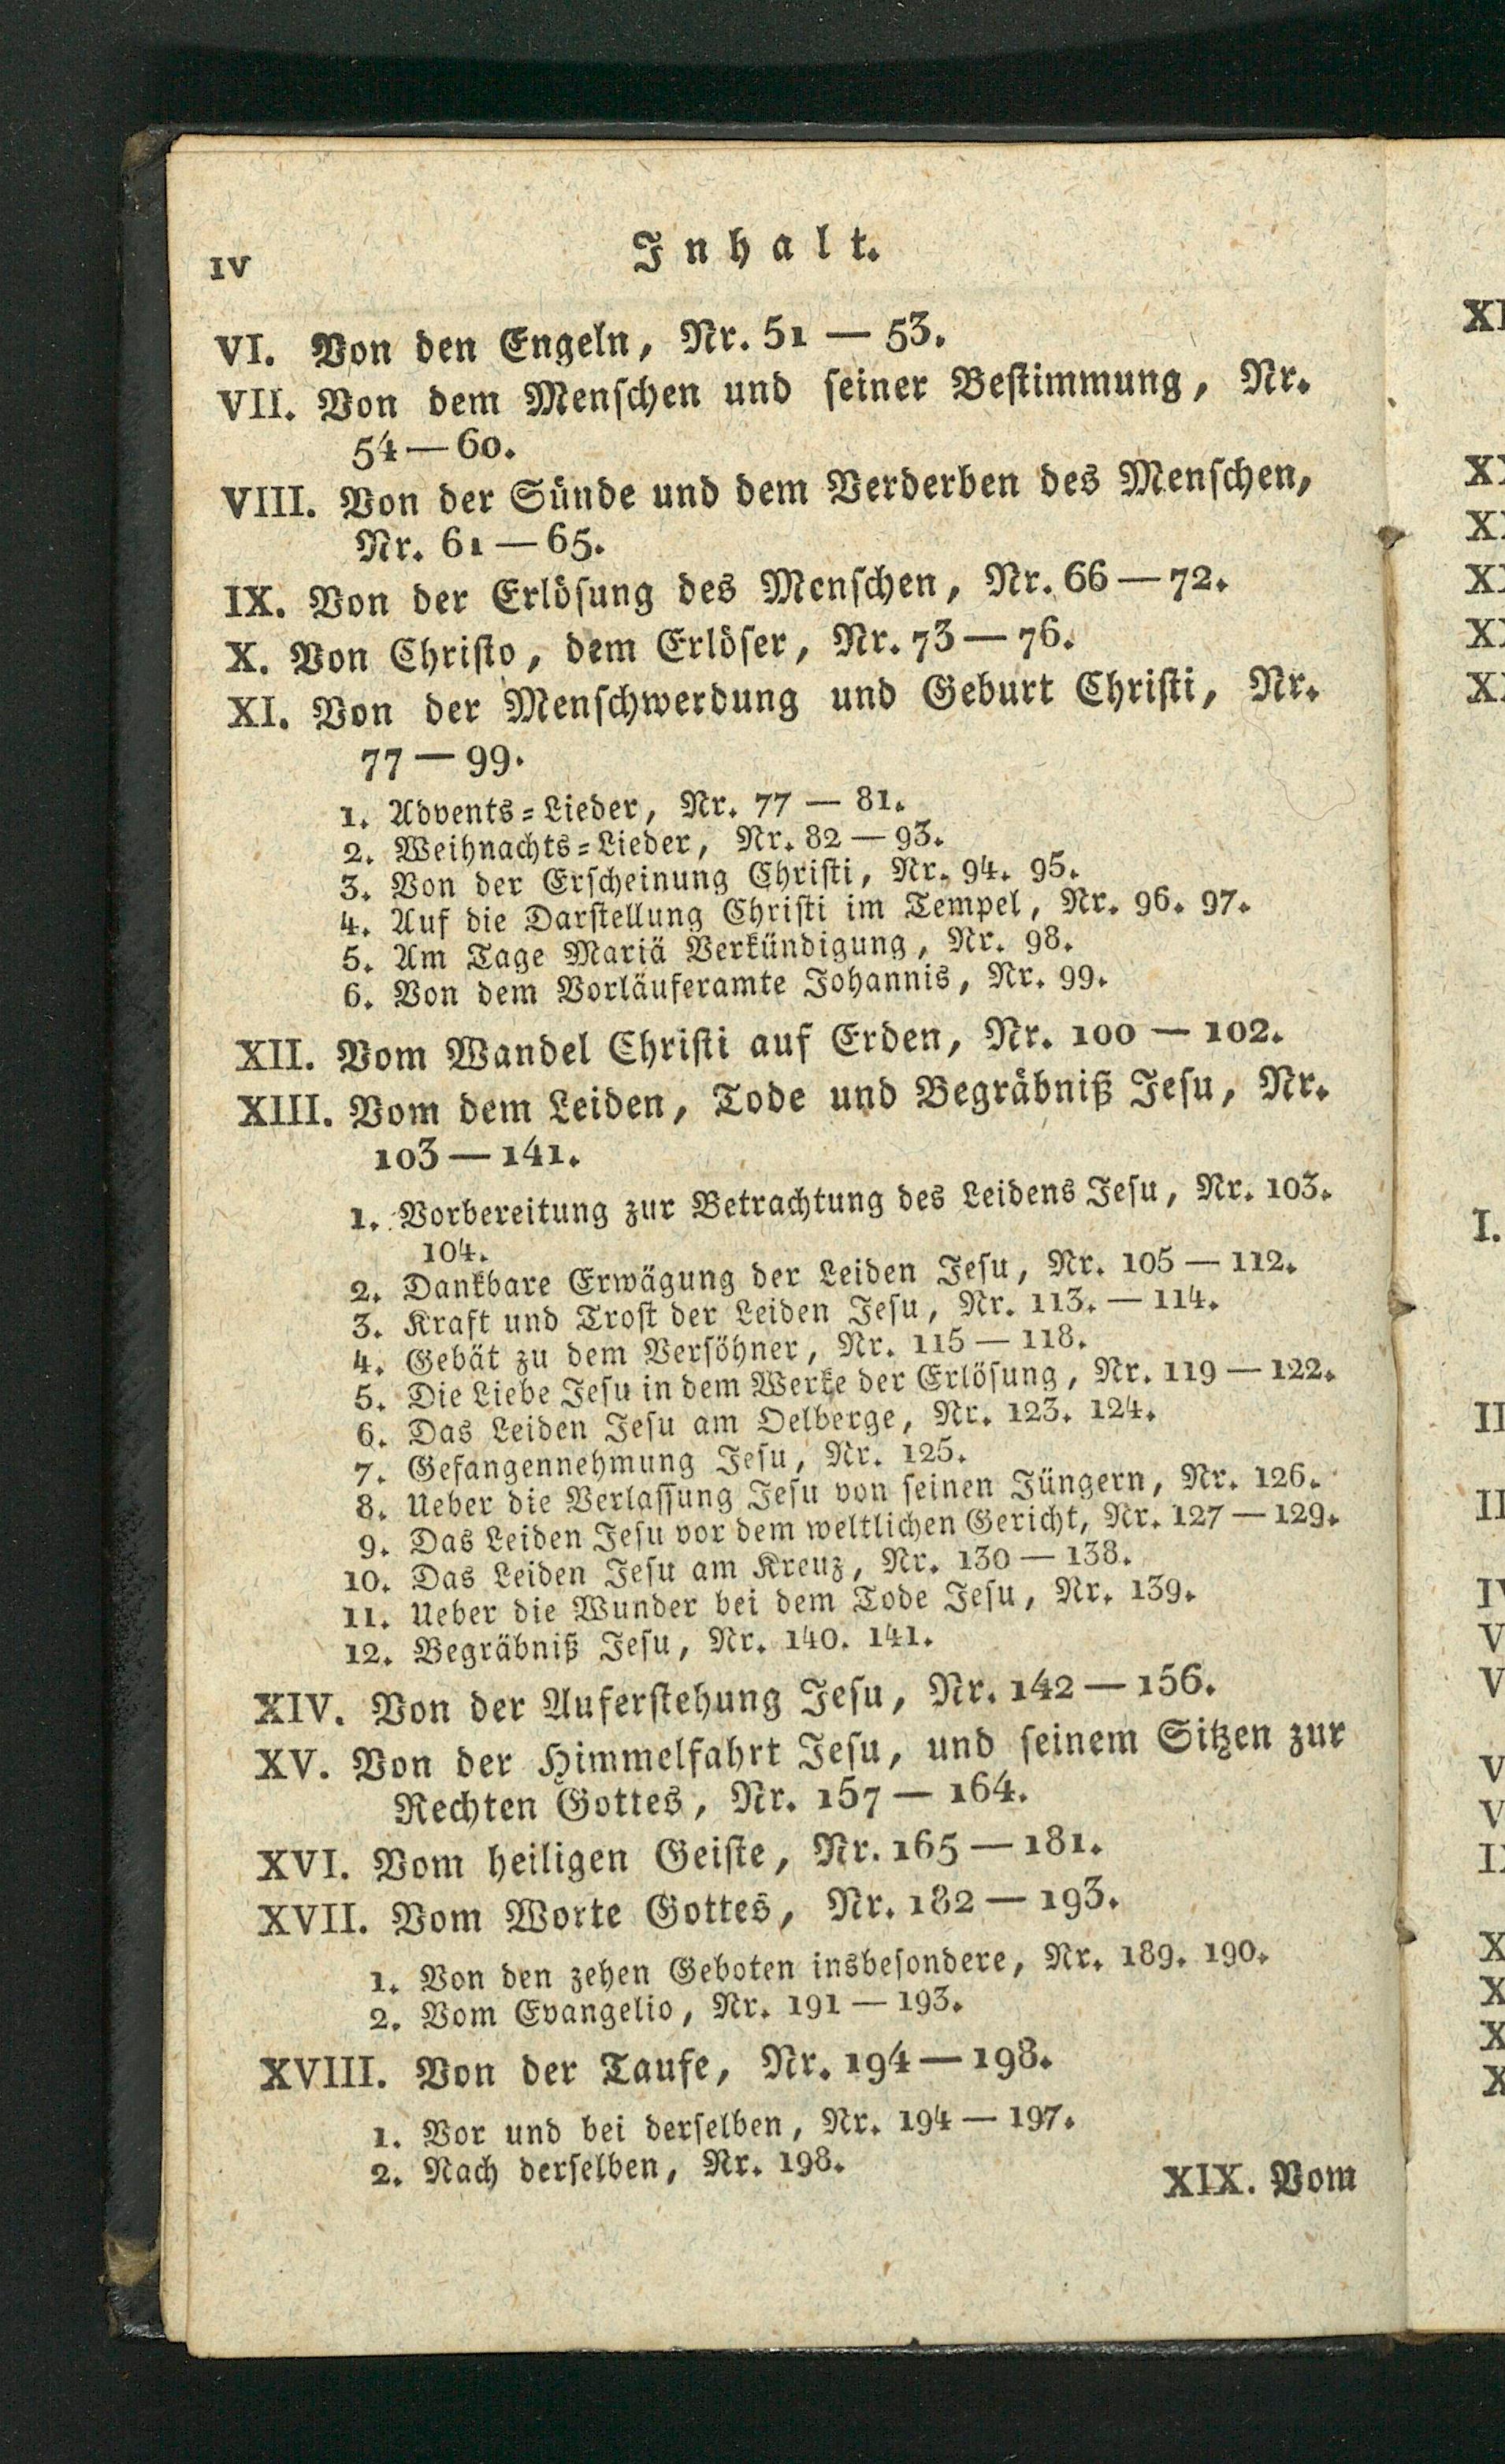 IV
Inhalt.
VI. Von den Engeln, Nr. 51 — 53.
VII. Von dem Menschen und seiner Bestimmung, Nr.
54 — 60.
VIII. Von der Sünde und dem Verderben des Menschen,
Nr. 61 — 65.
IX. Von der Erlösung des Menschen, Nr. 66 — 72.
X. Von Christo, dem Erlöser, Nr. 73 — 76.
XI. Von der Menschwerdung und Geburt Christi, Nr.
77 — 99.
1. Advents=Lieder, Nr. 77 — 81.
2. Weihnachts=Lieder, Nr. 82 — 93.
3. Von der Erscheinung Christi, Nr. 94. 95.
4. Auf die Darstellung Christi im Tempel, Nr. 96. 97.
5. Am Tage Mariä Verkündigung, Nr. 98.
6. Von dem Vorläuferamte Johannis, Nr. 99.
XII. Vom Wandel Christi auf Erden, Nr. 100 — 102.
XIII. Vom dem Leiden, Tode und Begräbniß Jesu, Nr.
103 — 141.
1. Vorbereitung zur Betrachtung des Leidens Jesu, Nr. 103.
104.
2. Dankbare Erwägung der Leiden Jesu, Nr. 105 — 112.
3. Kraft und Trost der Leiden Jesu, Nr. 113. — 114.
4. Gebät zu dem Versöhner, Nr. 115 — 118.
5. Die Liebe Jesu in dem Werke der Erlösung, Nr. 119 — 122.
6. Das Leiden Jesu am Oelberge, Nr. 123. 124.
7. Gefangennehmung Jesu, Nr. 125.
8. Ueber die Verlassung Jesu von seinen Jüngern, Nr. 126.
9. Das Leiden Jesu vor dem weltlichen Gericht, Nr. 127 — 129.
10. Das Leiden Jesu am Kreuz, Nr. 130 — 138.
11. Ueber die Wunder bei dem Tode Jesu, Nr. 139.
12. Begräbniß Jesu, Nr. 140. 141.
XIV. Von der Auferstehung Jesu, Nr. 142 — 156.
XV. Von der Himmelfahrt Jesu, und seinem Sitzen zur
Rechten Gottes, Nr. 157 — 164.
XVI. Vom heiligen Geiste, Nr. 165 — 181.
XVII. Vom Worte Gottes, Nr. 182 — 193.
1. Von den zehen Geboten insbesondere, Nr. 189. 190.
2. Vom Evangelio, Nr. 191 — 193.
XVIII. Von der Taufe, Nr. 194 — 198.
1. Vor und bei derselben, Nr. 194 — 197.
2. Nach derselben, Nr. 198.
XIX. Vom